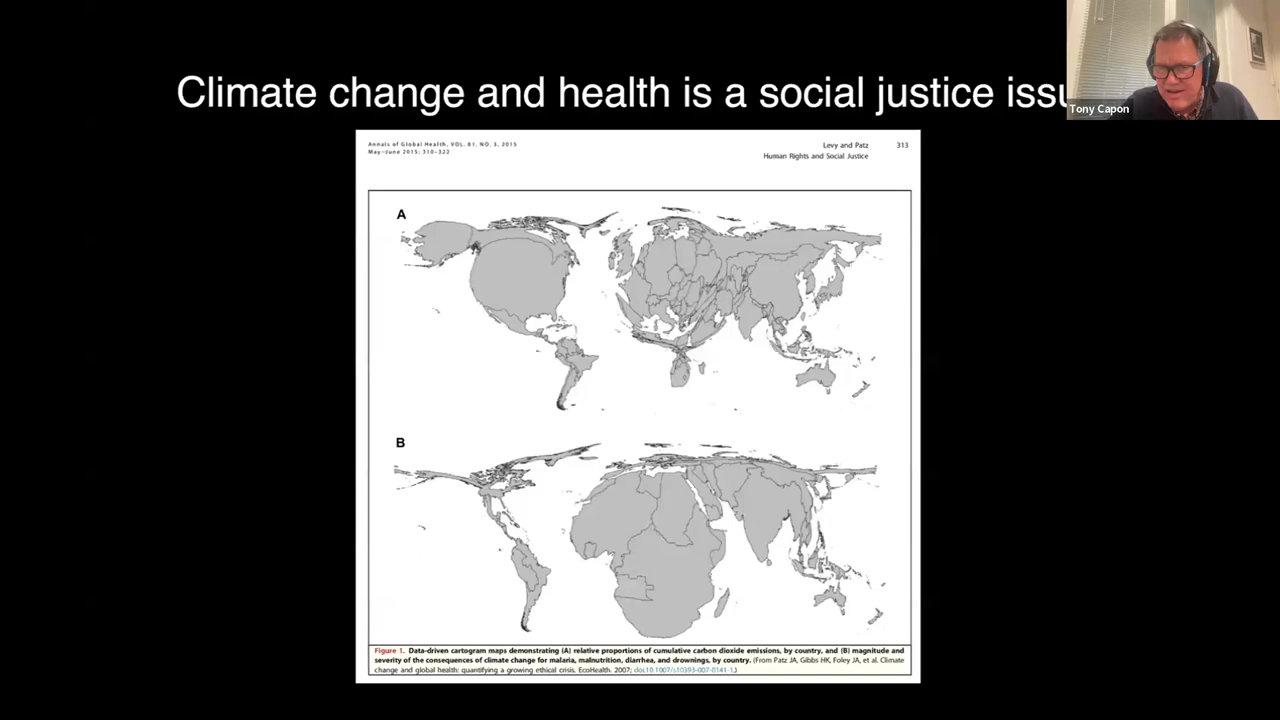 Climate change and health is a social justice issu
Tony Capon
Annals of Global Health, VOL. 81, NO. 3, 2015
May–June 2015: 310–322
Levy and Patz 313
Human Rights and Social Justice
A
B
Figure 1. Data-driven cartogram maps demonstrating (A) relative proportions of cumulative carbon dioxide emissions, by country, and (B) magnitude and
severity of the consequences of climate change for malaria, malnutrition, diarrhea, and drownings, by country. (From Patz JA, Gibbs HK, Foley JA, et al. Climate
change and global health: quantifying a growing ethical crisis. EcoHealth. 2007; doi:10.1007/s10393-007-0141-1.)